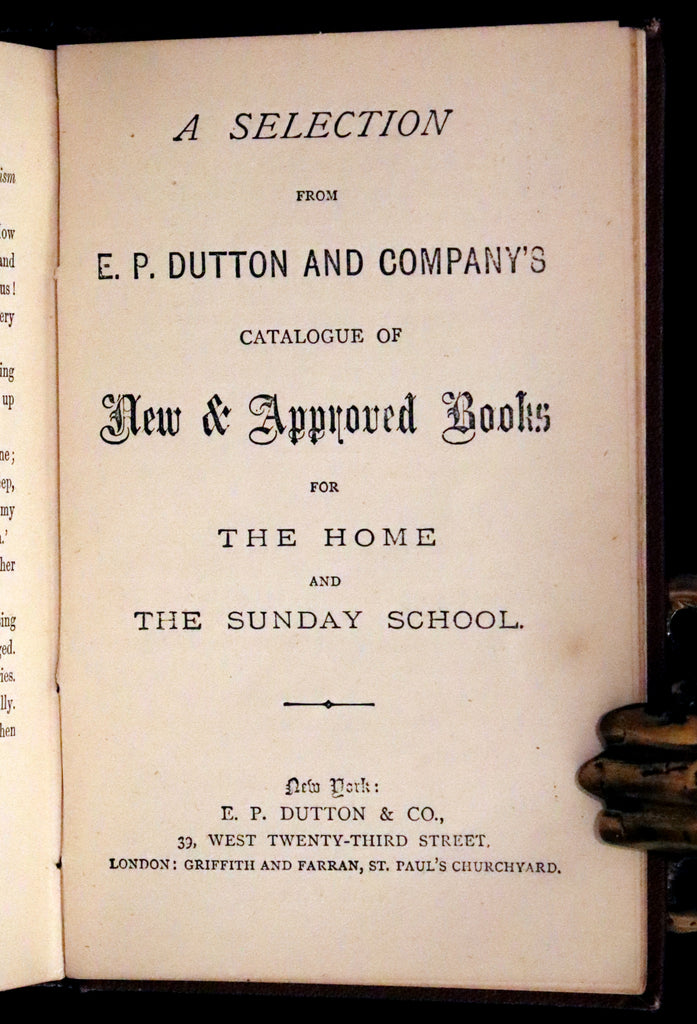 A SELECTION
FROM
E. P. DUTTON AND COMPANY'S
CATALOGUE OF
New & Approved Books
FOR
THE HOME
AND
THE SUNDAY SCHOOL.
New York:
E. P. DUTTON & CO.,
39, WEST TWENTY-THIRD STREET.
LONDON: GRIFFITH AND FARRAN, ST. PAUL'S CHURCHYARD.